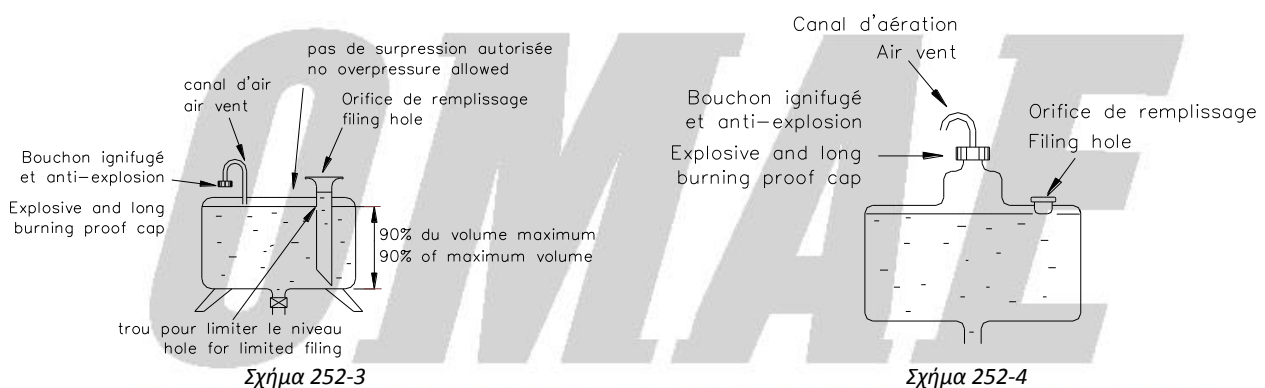 OMAE
pas de surpression autorisée
no overpressure allowed
canal d'air
air vent
Orifice de remplissage
filing hole
Bouchon ignifugé
et anti-explosion
Explosive and long
burning proof cap
90% du volume maximum
90% of maximum volume
trou pour limiter le niveau
hole for limited filing
Σχήμα 252-3
Canal d'aération
Air vent
Bouchon ignifugé
et anti-explosion
Explosive and long
burning proof cap
Orifice de remplissage
Filing hole
Σχήμα 252-4